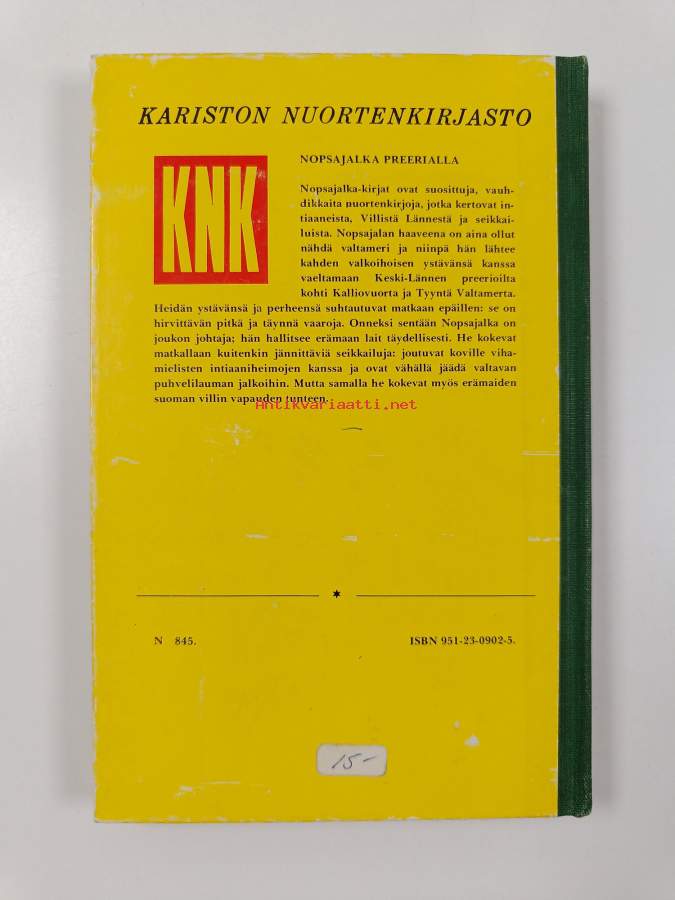 KARISTON NUORTENKIRJASTO
KNK
NOPSAJALKA PREERIALLA
Nopsajalka-kirjat ovat suosittuja, vauh-
dikkaita nuortenkirjoja, jotka kertovat in-
tiaaneista, Villistä Lännestä ja seikkai-
luista. Nopsajalan haaveena on aina ollut
nähdä valtameri ja niinpä hän lähtee
kahden valkoihoisen ystävänsä kanssa
vaeltamaan Keski-Lännen preerioilta
kohti Kalliovuorta ja Tyyntä Valtamerta.
Heidän ystävänsä ja perheensä suhtautuvat matkaan epäillen: se on
hirvittävän pitkä ja täynnä vaaroja. Onneksi sentään Nopsajalka on
joukon johtaja; hän hallitsee erämaan lait täydellisesti. He kokevat
matkallaan kuitenkin jännittäviä seikkailuja: joutuvat koville viha-
mielisten intiaaniheimojen kanssa ja ovat vähällä jäädä valtavan
puhvelilauman jalkoihin. Mutta samalla he kokevat myös erämaiden
suoman villin vapauden tunteen.
Antikvariaatti.net
N 845.
ISBN 951-23-0902-5.
15-